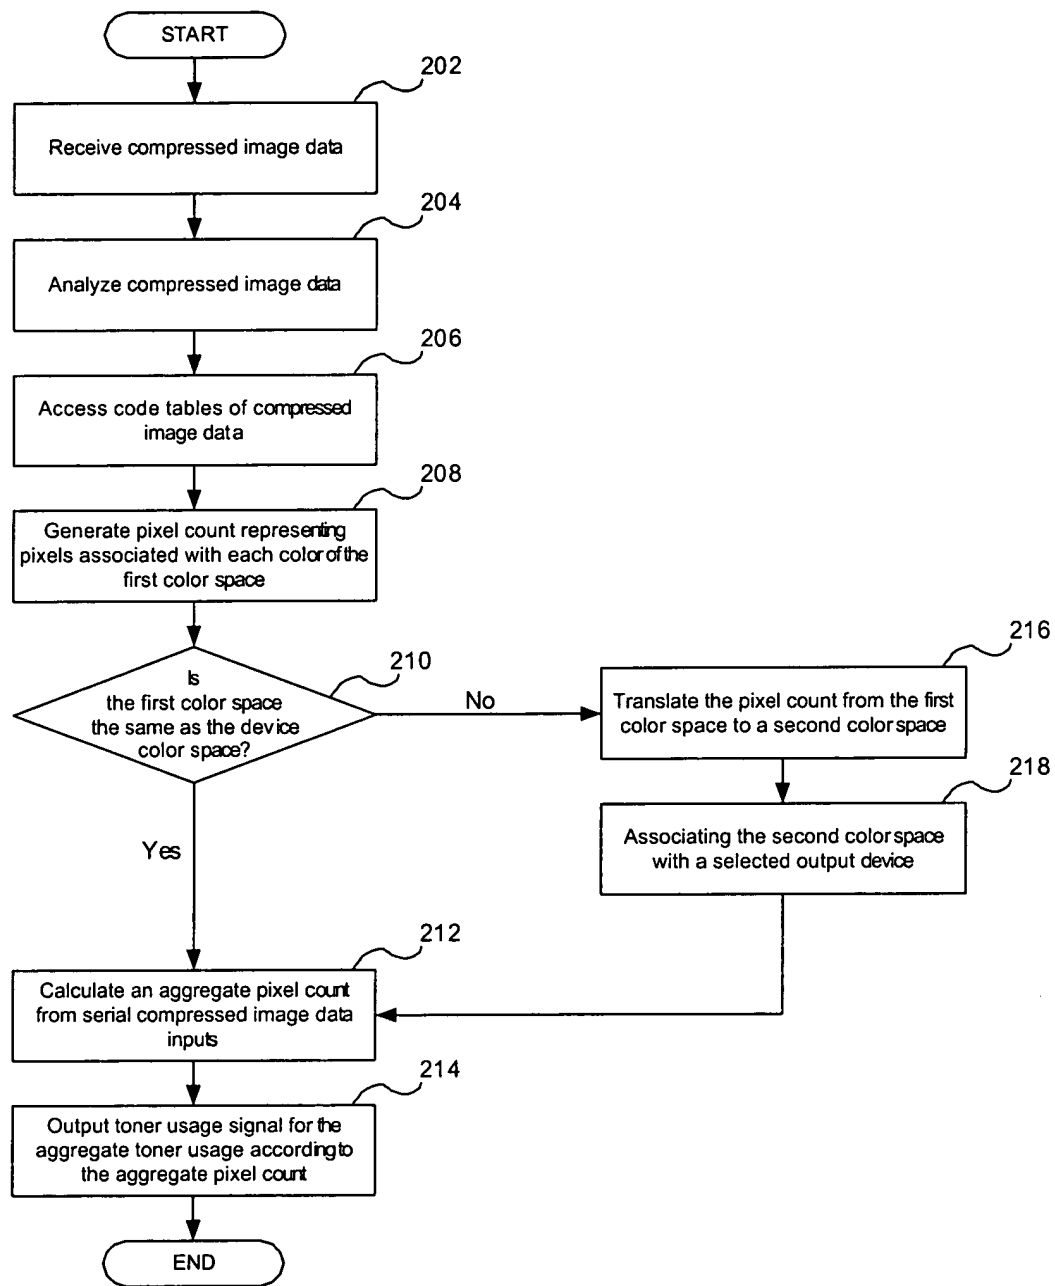 START
202
Receive compressed image data
204
Analyze compressed image data
206
Access code tables of compressed
image data
208
Generate pixel count representing
pixels associated with each color of the
first color space
210
Is
the first color space
the same as the device
color space?
No
216
Translate the pixel count from the first
color space to a second color space
218
Associating the second color space
with a selected output device
Yes
212
Calculate an aggregate pixel count
from serial compressed image data
inputs
214
Output toner usage signal for the
aggregate toner usage according to
the aggregate pixel count
END